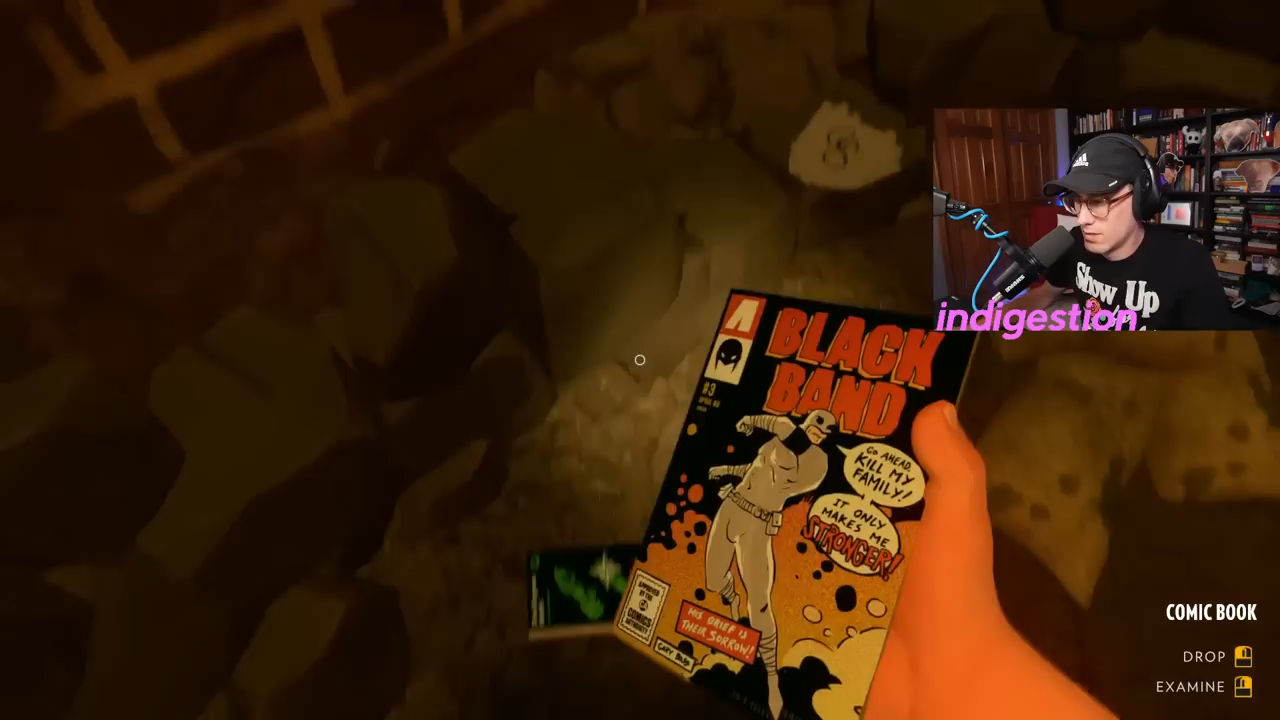 BLACK
BAND
#3
GO AHEAD,
KILL MY
FAMILY!
IT ONLY
MAKES ME
STRONGER!
HIS GRIEF IS
THEIR SORROW!
APPROVED
BY THE
COMICS
AUTHORITY
Show Up
indigestion
COMIC BOOK
DROP
EXAMINE